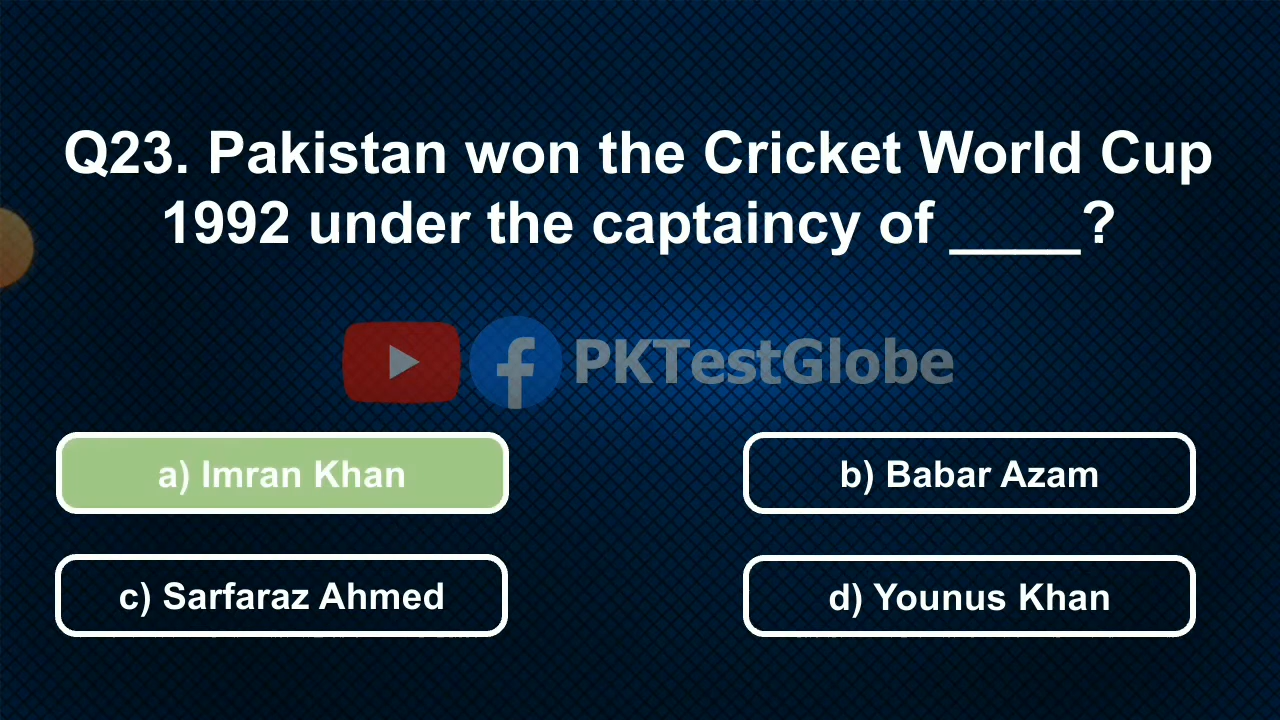 Q23. Pakistan won the Cricket World Cup
1992 under the captaincy of ____?
PKTestGlobe
a) Imran Khan
b) Babar Azam
c) Sarfaraz Ahmed
d) Younus Khan